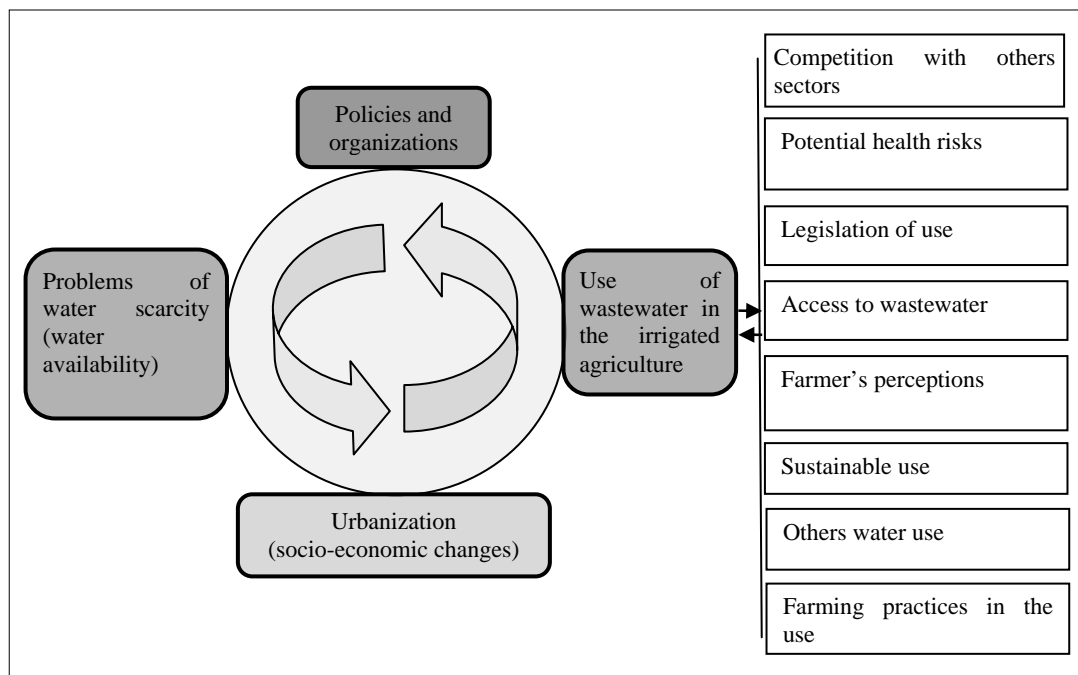 Policies and
organizations
Problems of
water scarcity
(water
availability)
Use of
wastewater in
the irrigated
agriculture
Urbanization
(socio-economic changes)
Competition with others
sectors
Potential health risks
Legislation of use
Access to wastewater
Farmer’s perceptions
Sustainable use
Others water use
Farming practices in the
use